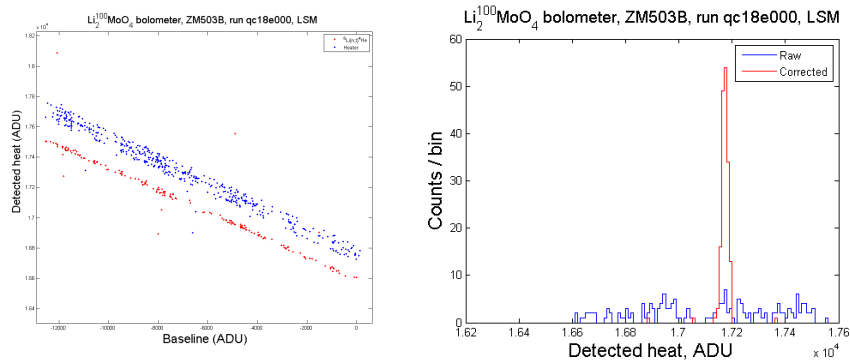 Li₂¹⁰⁰MoO₄ bolometer, ZM503B, run qc18e000, LSM
x 10⁴
1.82
1.8
1.78
1.76
1.74
1.72
1.7
1.68
1.66
1.64
Detected heat (ADU)
⁶Li(n,t)⁴He
Heater
-12000 -10000 -8000 -6000 -4000 -2000 0
Baseline (ADU)
Li₂¹⁰⁰MoO₄ bolometer, ZM503B, run qc18e000, LSM
60
50
40
30
20
10
0
Counts / bin
Raw
Corrected
1.62 1.64 1.66 1.68 1.7 1.72 1.74 1.76
x 10⁴
Detected heat, ADU